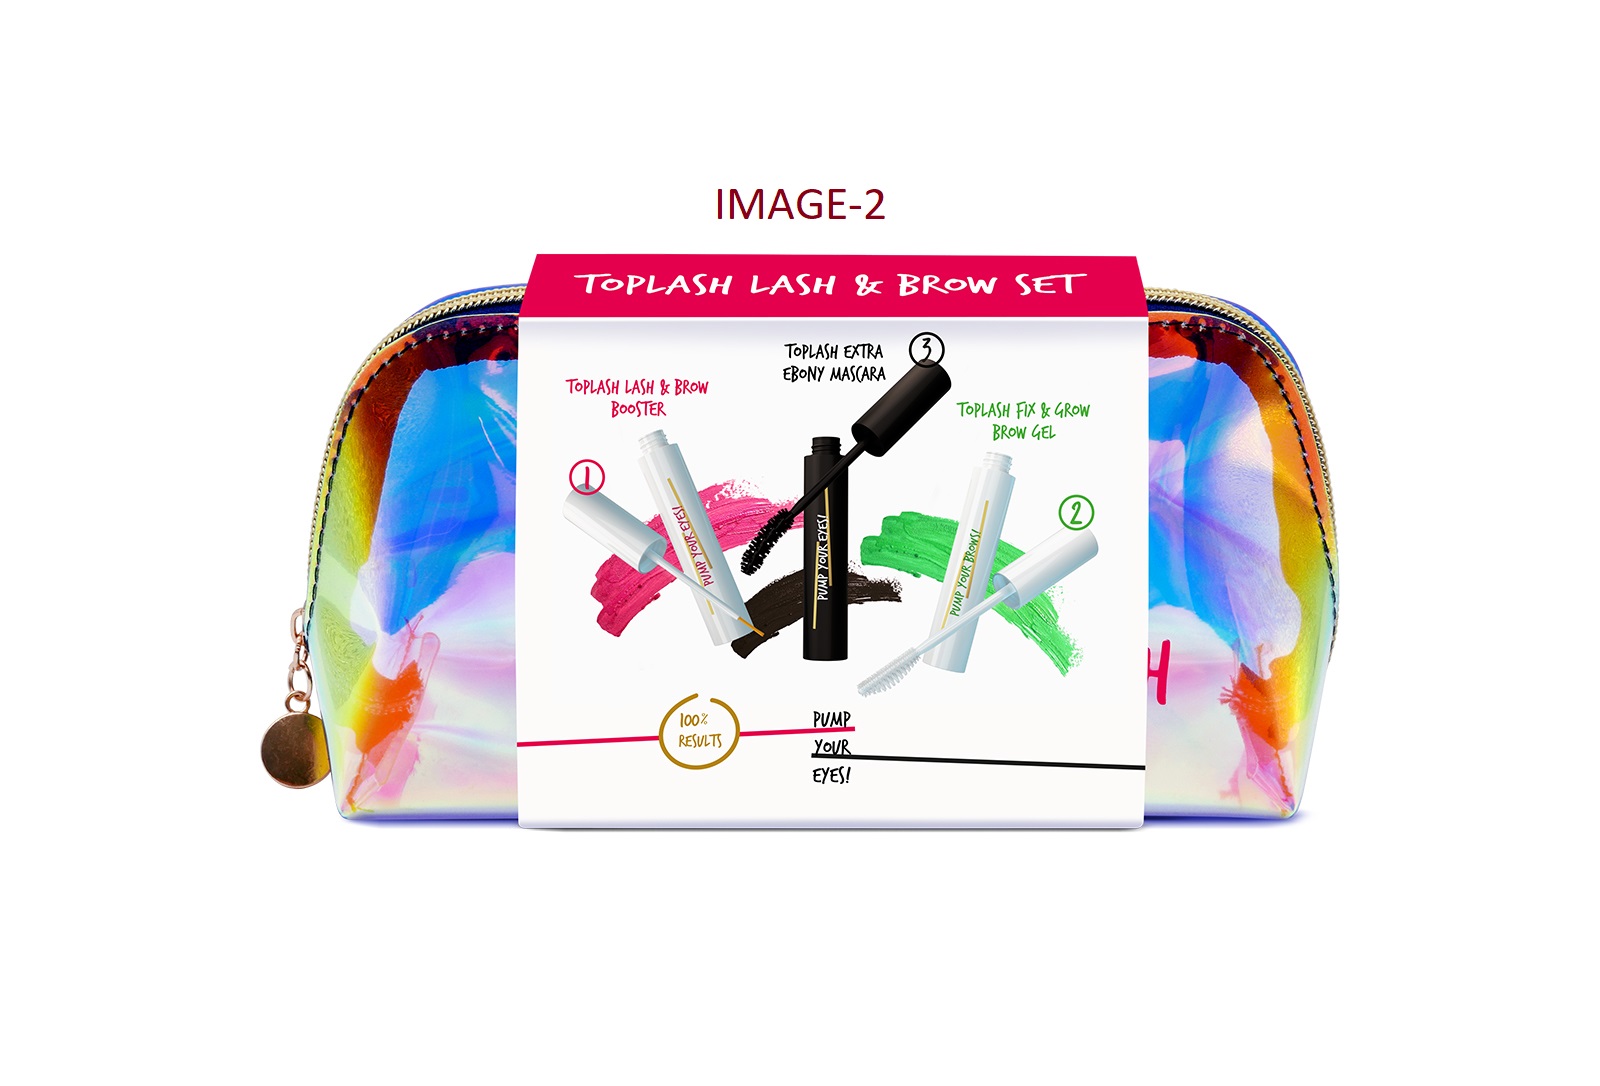 IMAGE-2
TOPLASH LASH & BROW SET
TOPLASH EXTRA
EBONY MASCARA
3
TOPLASH LASH & BROW
BOOSTER
TOPLASH FIX & GROW
BROW GEL
1
2
PUMP YOUR EYES!
PUMP YOUR EYES!
PUMP YOUR BROWS!
H
100%
RESULTS
PUMP
YOUR
EYES!